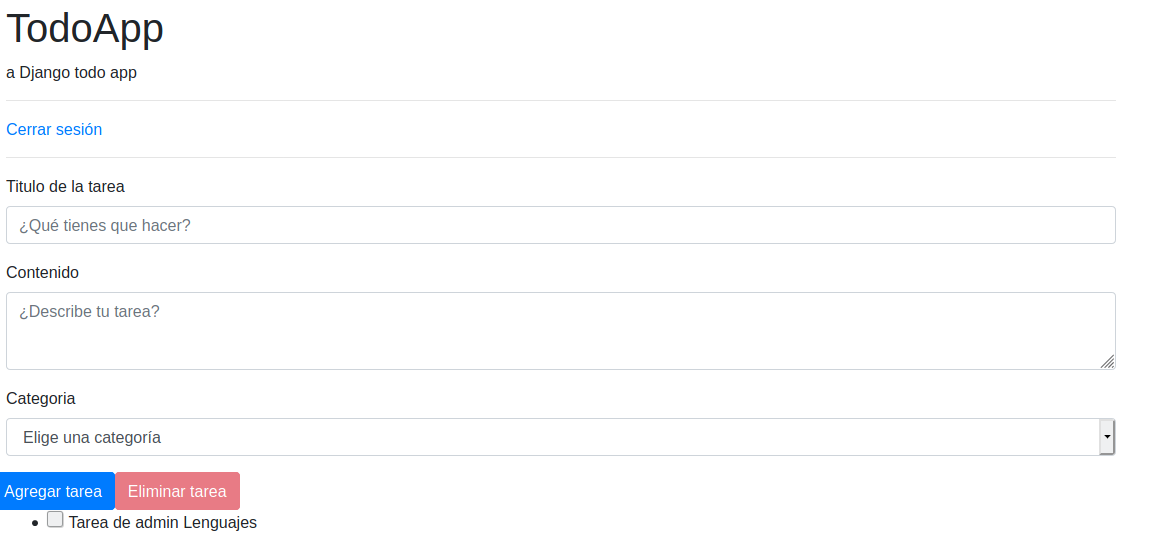 TodoApp
a Django todo app
Cerrar sesión
Titulo de la tarea
¿Qué tienes que hacer?
Contenido
¿Describe tu tarea?
Categoria
Elige una categoría
Agregar tarea Eliminar tarea
Tarea de admin Lenguajes